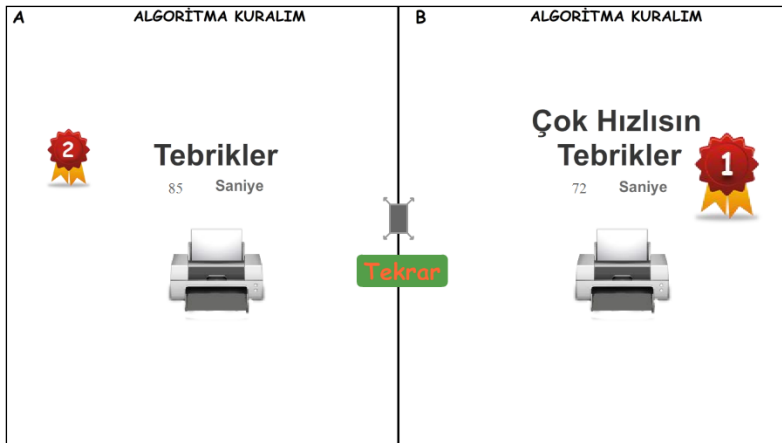 A
ALGORİTMA KURALIM
2
Tebrikler
85 Saniye
B
ALGORİTMA KURALIM
Çok Hızlısın
Tebrikler
1
72 Saniye
Tekrar